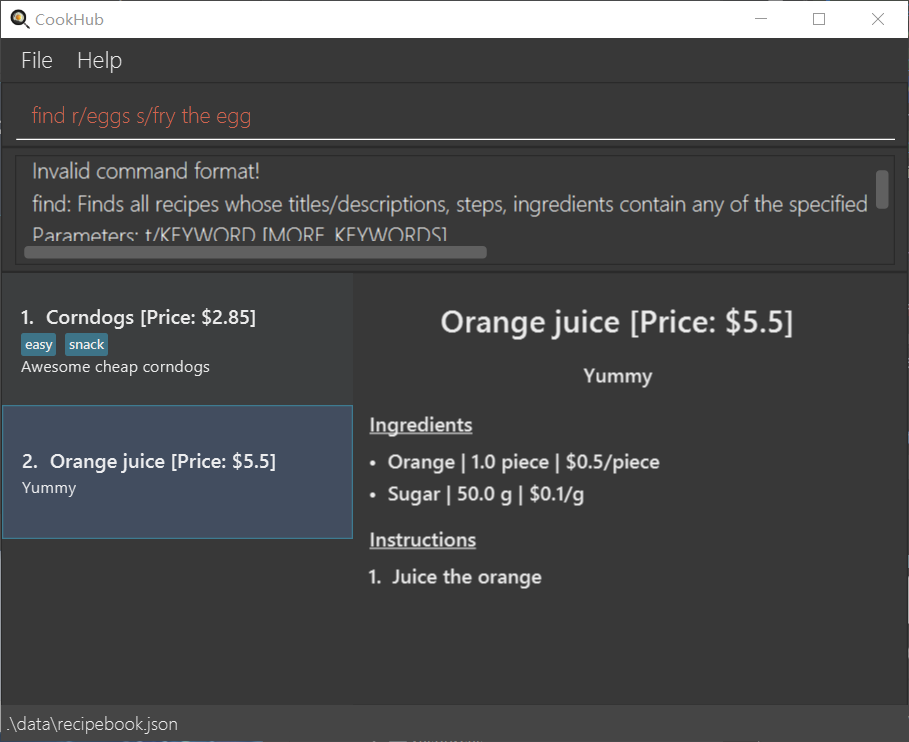 CookHub
File Help
find r/eggs s/fry the egg
Invalid command format!
find: Finds all recipes whose titles/descriptions, steps, ingredients contain any of the specified
Parameters: t/KEYWORD [MORE_KEYWORDS]
1. Corndogs [Price: $2.85]
easy snack
Awesome cheap corndogs
2. Orange juice [Price: $5.5]
Yummy
Orange juice [Price: $5.5]
Yummy
Ingredients
• Orange | 1.0 piece | $0.5/piece
• Sugar | 50.0 g | $0.1/g
Instructions
1. Juice the orange
.\data\recipebook.json